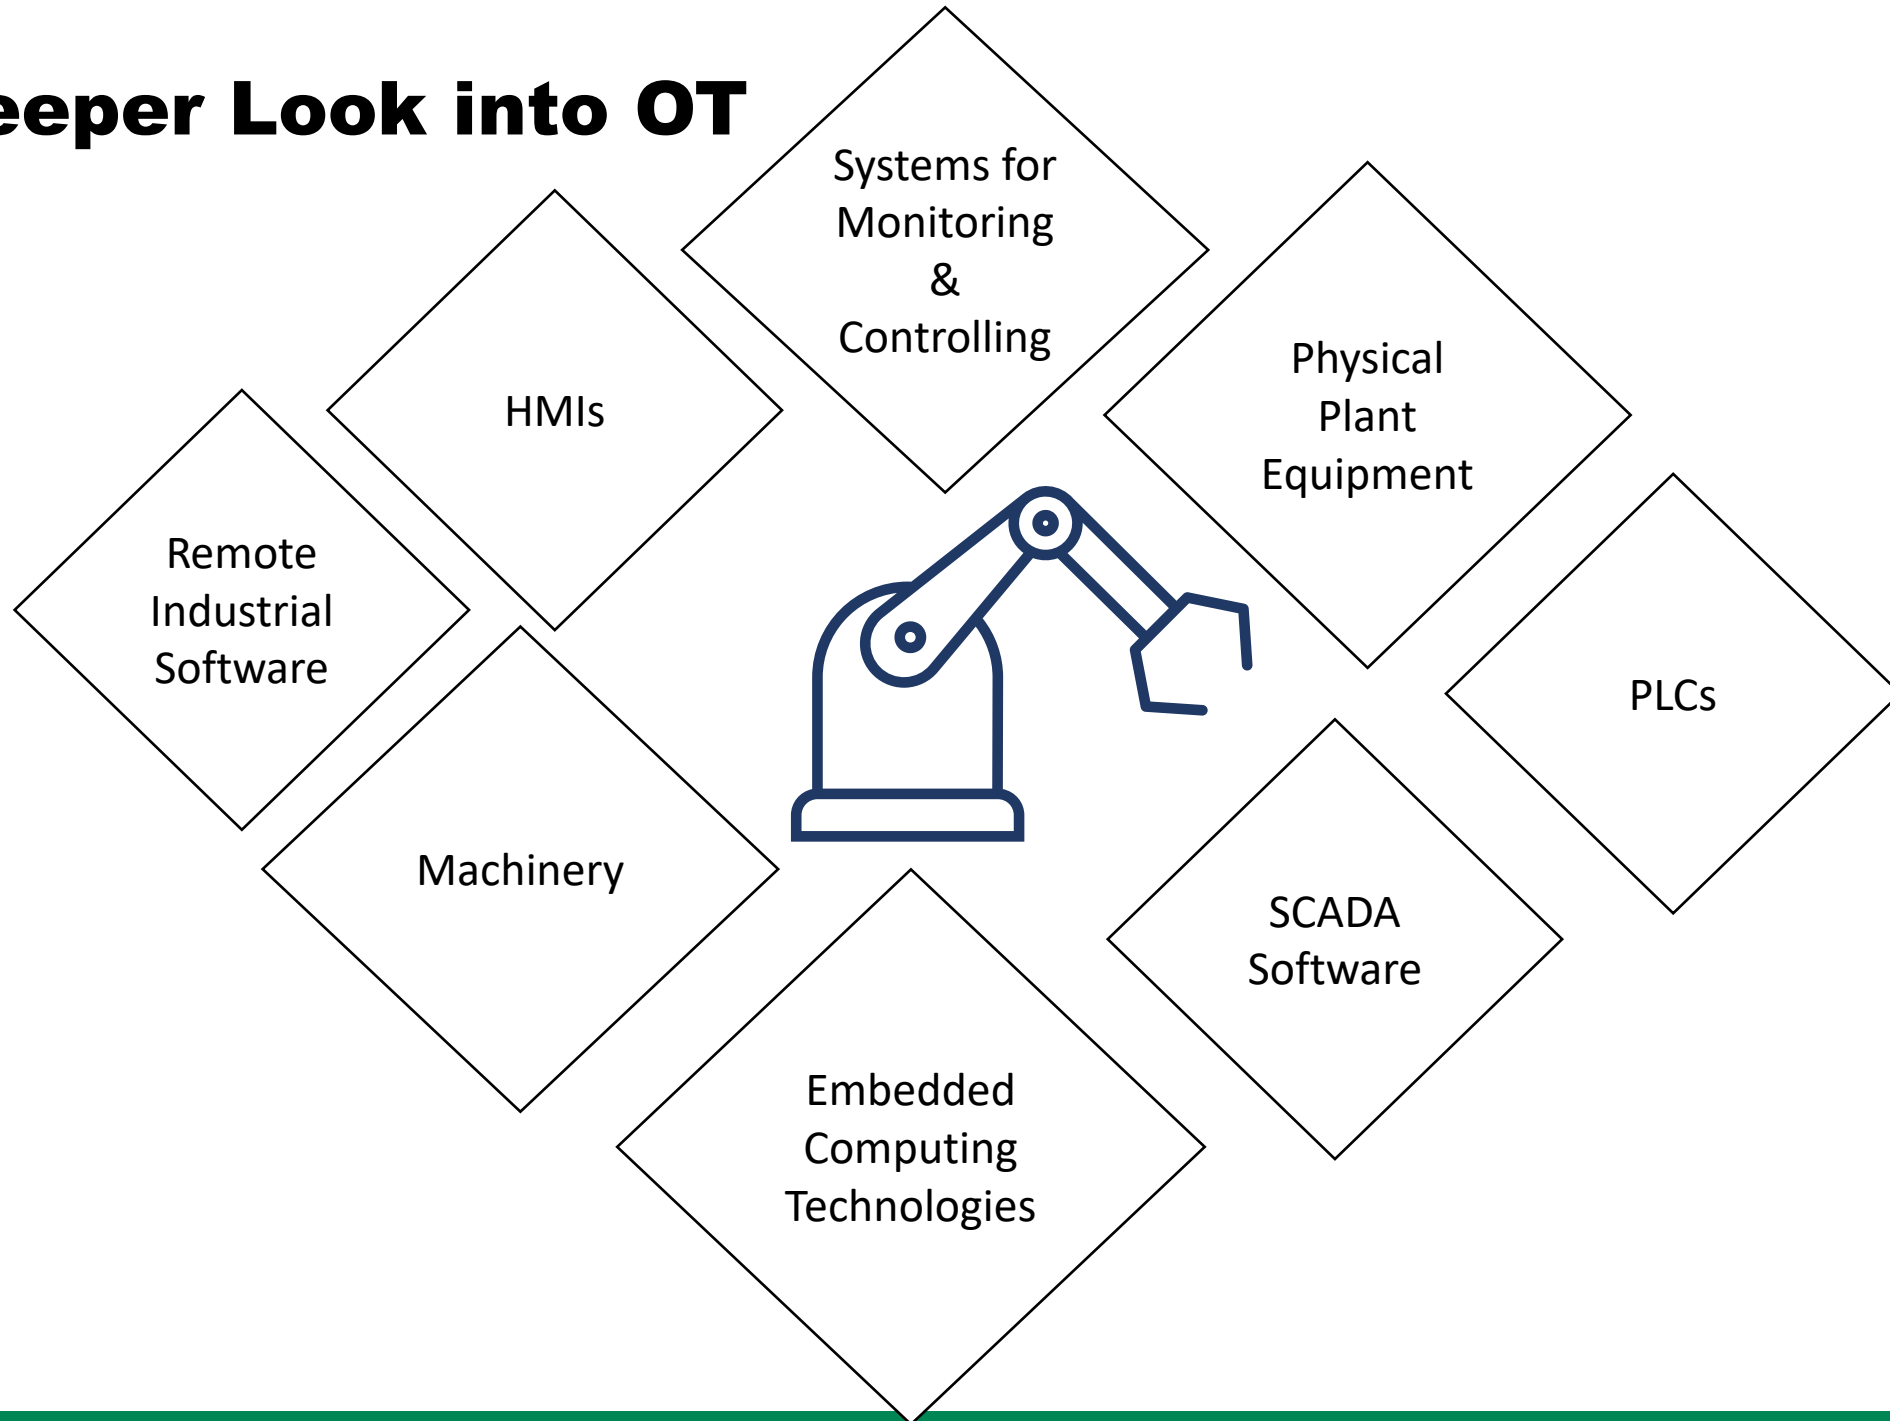 eeper Look into OT
Systems for
Monitoring
&
Controlling
HMIs
Physical
Plant
Equipment
Remote
Industrial
Software
PLCs
Machinery
SCADA
Software
Embedded
Computing
Technologies